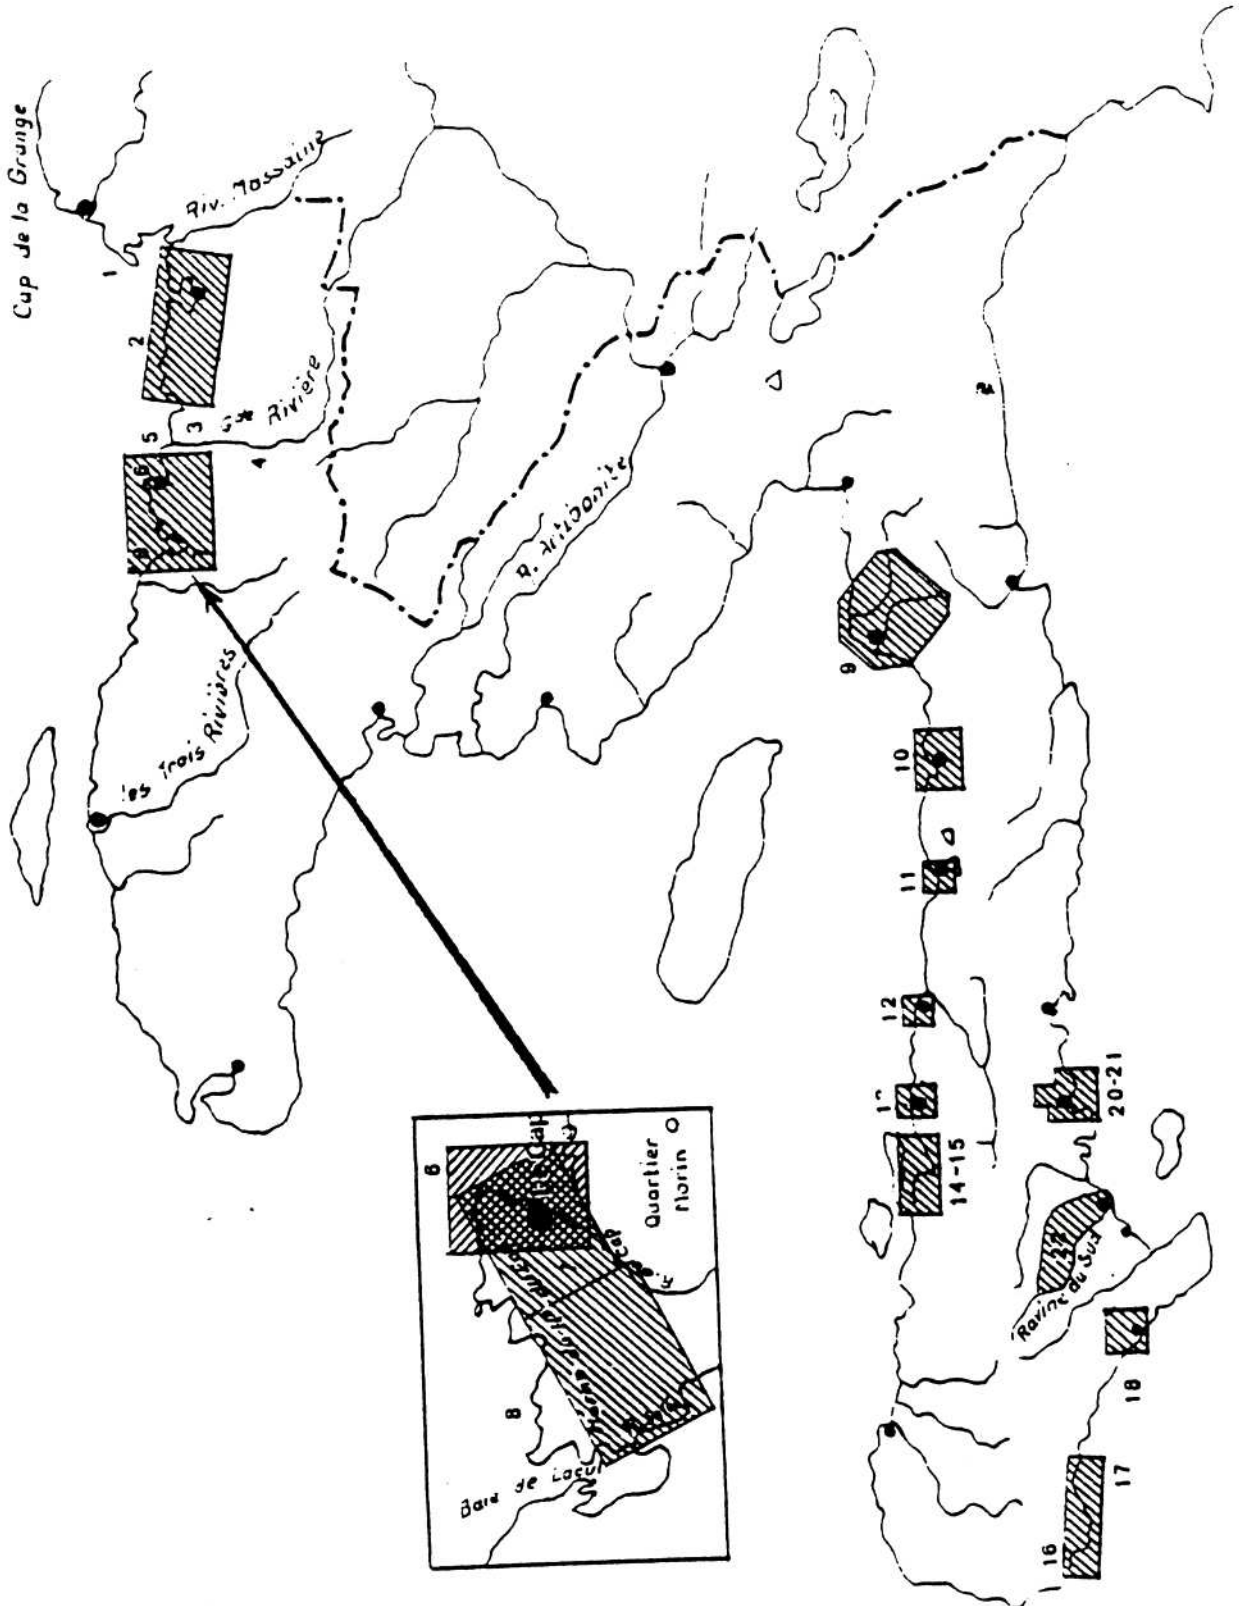 Cap de la Grange
Riv. Massacre
1
2
3
4
5
6
8
Gde Rivière
les Trois Rivières
R. Artibonite
9
10
11
12
14-15
16
17
18
20-21
Ravine du Sud
6
8
Baie de l'Acul
Quartier
Morin